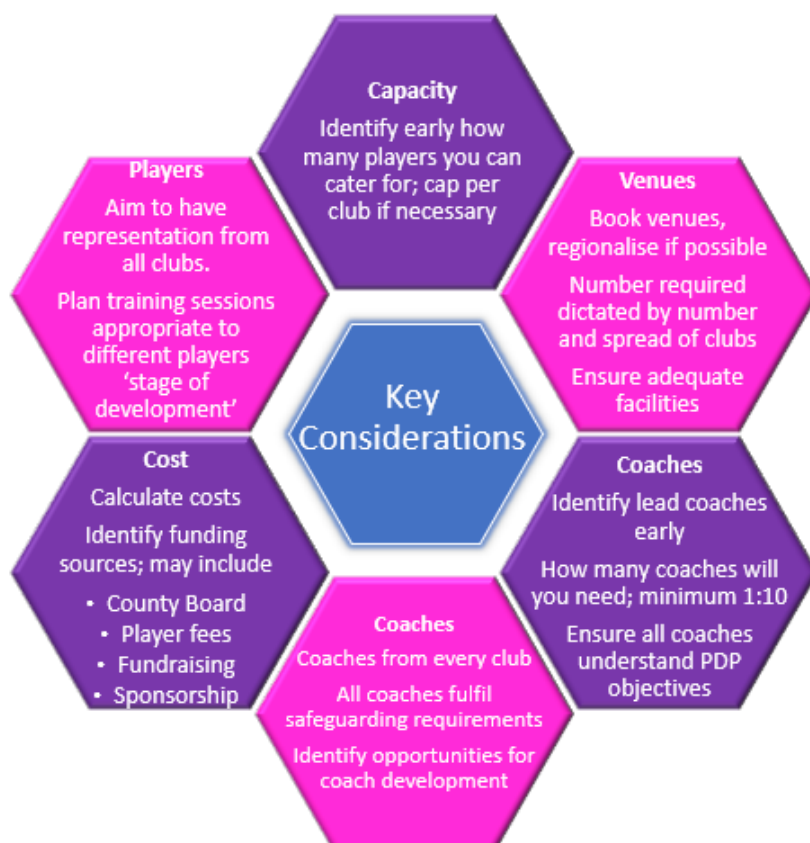 Capacity
Identify early how
many players you can
cater for; cap per
club if necessary
Players
Aim to have
representation from
all clubs.
Plan training sessions
appropriate to
different players
‘stage of
development’
Venues
Book venues,
regionalise if possible
Number required
dictated by number
and spread of clubs
Ensure adequate
facilities
Key
Considerations
Cost
Calculate costs
Identify funding
sources; may include
• County Board
• Player fees
• Fundraising
• Sponsorship
Coaches
Identify lead coaches
early
How many coaches will
you need; minimum 1:10
Ensure all coaches
understand PDP
objectives
Coaches
Coaches from every club
All coaches fulfil
safeguarding requirements
Identify opportunities for
coach development